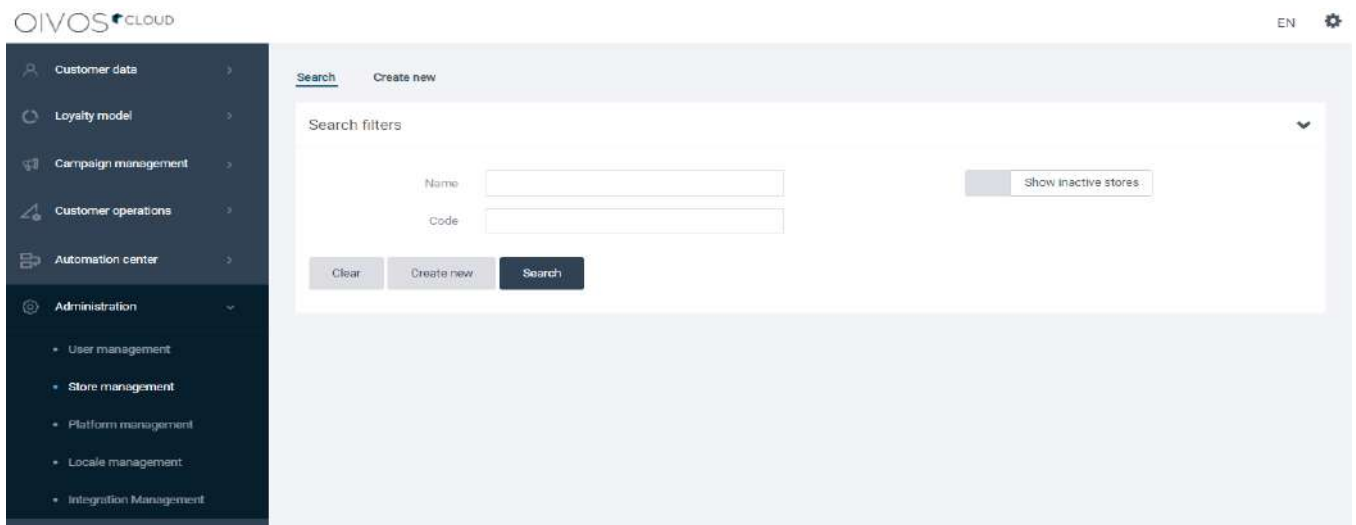 OIVOS CLOUD
EN
Customer data
Loyalty model
Campaign management
Customer operations
Automation center
Administration
User management
Store management
Platform management
Locale management
Integration Management
Search Create new
Search filters
Name
Show inactive stores
Code
Clear Create new Search